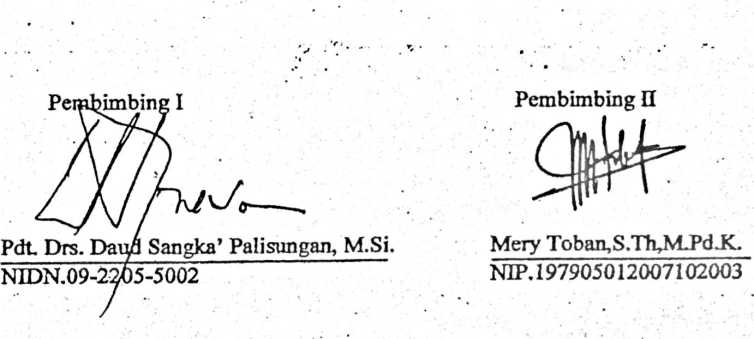 Pembimbing I
Pdt. Drs. Daud Sangka' Palisungan, M.Si.
NIDN.09-2205-5002
Pembimbing II
Mery Toban,S.Th,M.Pd.K.
NIP.197905012007102003